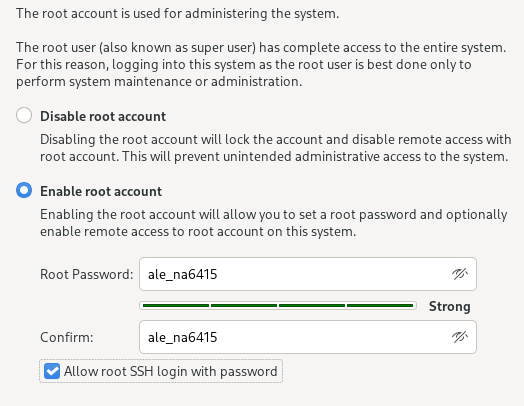 The root account is used for administering the system.
The root user (also known as super user) has complete access to the entire system.
For this reason, logging into this system as the root user is best done only to
perform system maintenance or administration.
Disable root account
Disabling the root account will lock the account and disable remote access with
root account. This will prevent unintended administrative access to the system.
Enable root account
Enabling the root account will allow you to set a root password and optionally
enable remote access to root account on this system.
Root Password: ale_na6415
Strong
Confirm: ale_na6415
Allow root SSH login with password